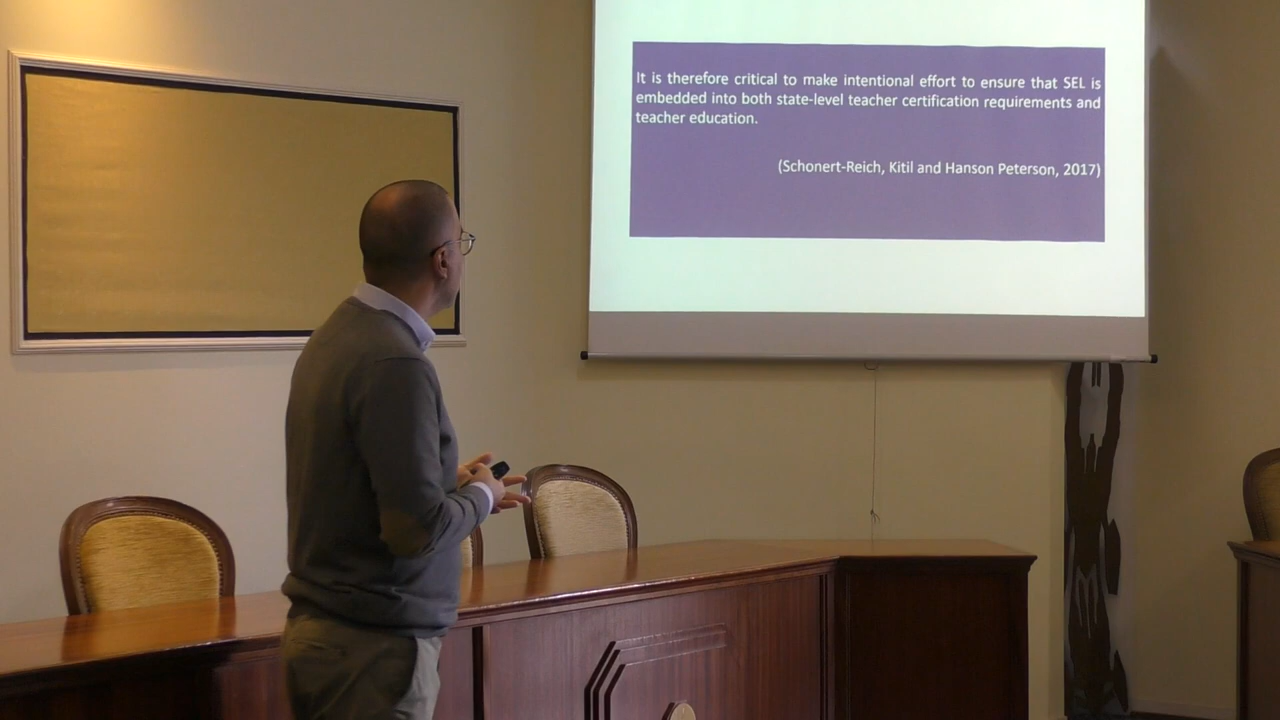 It is therefore critical to make intentional effort to ensure that SEL is
embedded into both state-level teacher certification requirements and
teacher education.
(Schonert-Reich, Kitil and Hanson Peterson, 2017)